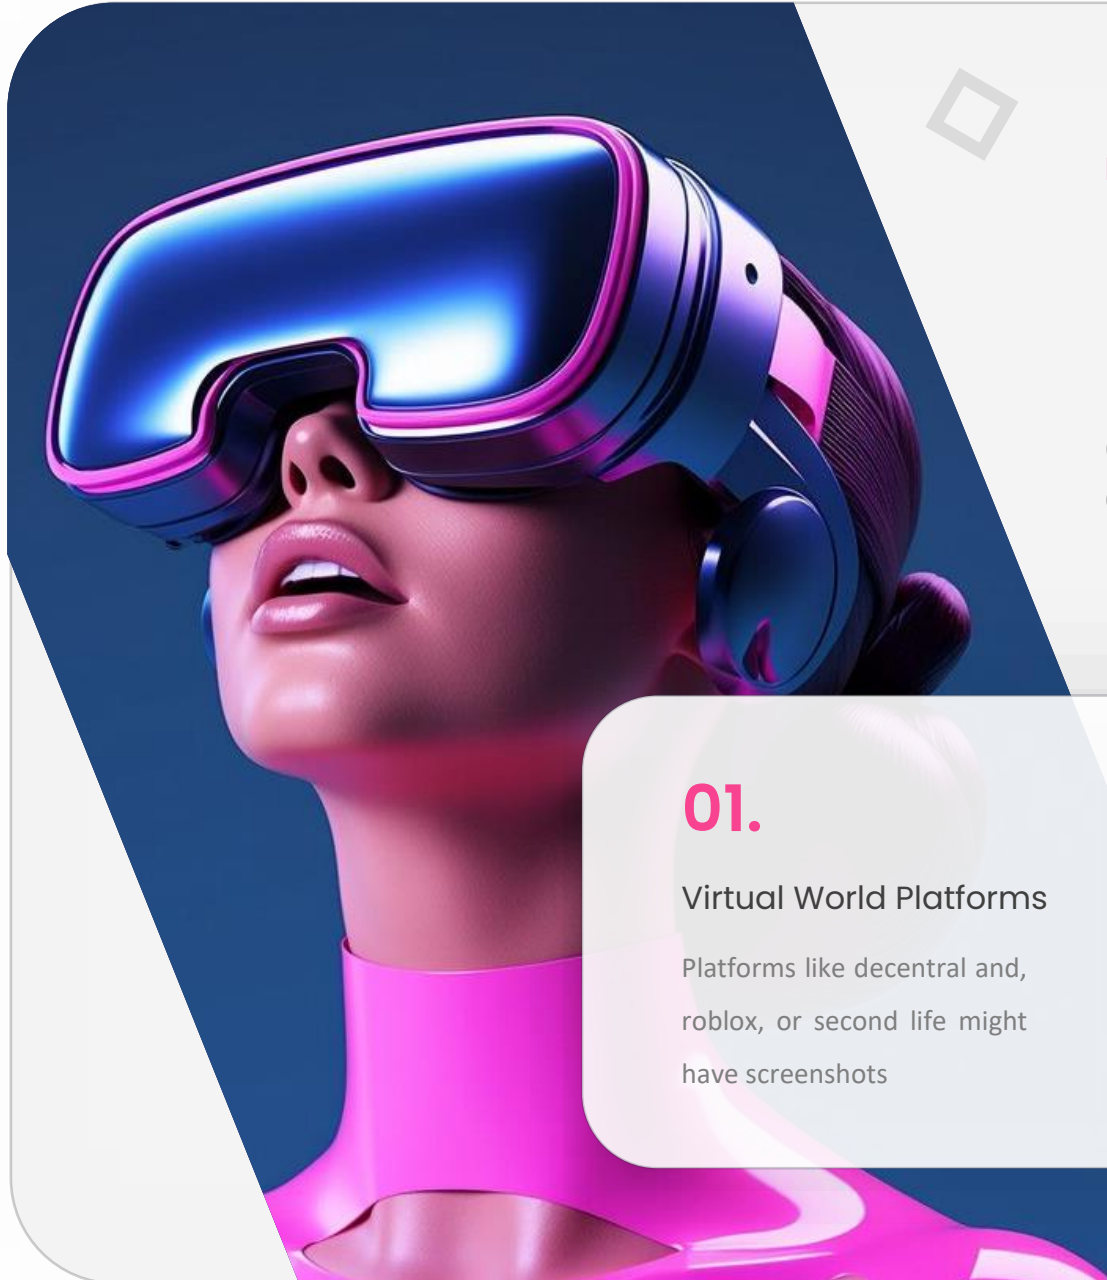 01.
Virtual World Platforms
Platforms like decentral and,
roblox, or second life might
have screenshots